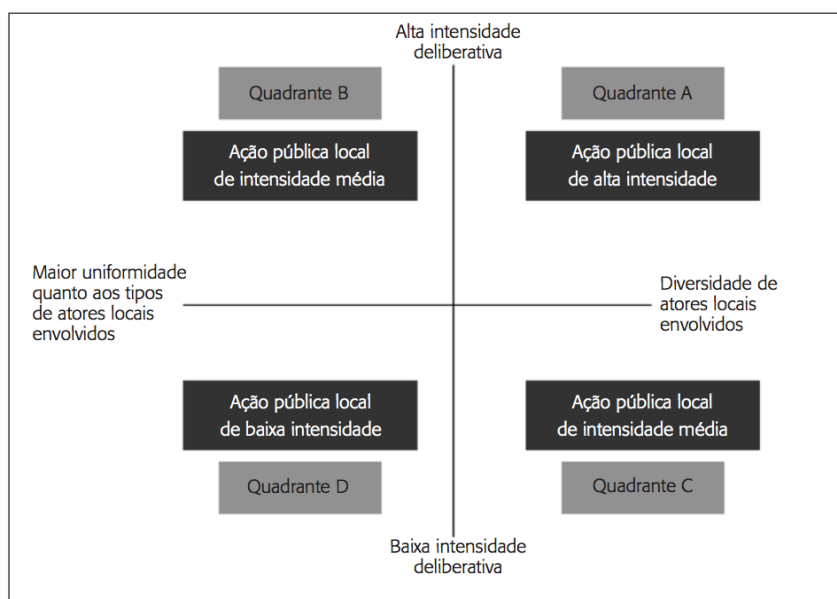 Alta intensidade
deliberativa
Quadrante B
Quadrante A
Ação pública local
de intensidade média
Ação pública local
de alta intensidade
Maior uniformidade
quanto aos tipos
de atores locais
envolvidos
Diversidade de
atores locais
envolvidos
Ação pública local
de baixa intensidade
Ação pública local
de intensidade média
Quadrante D
Quadrante C
Baixa intensidade
deliberativa